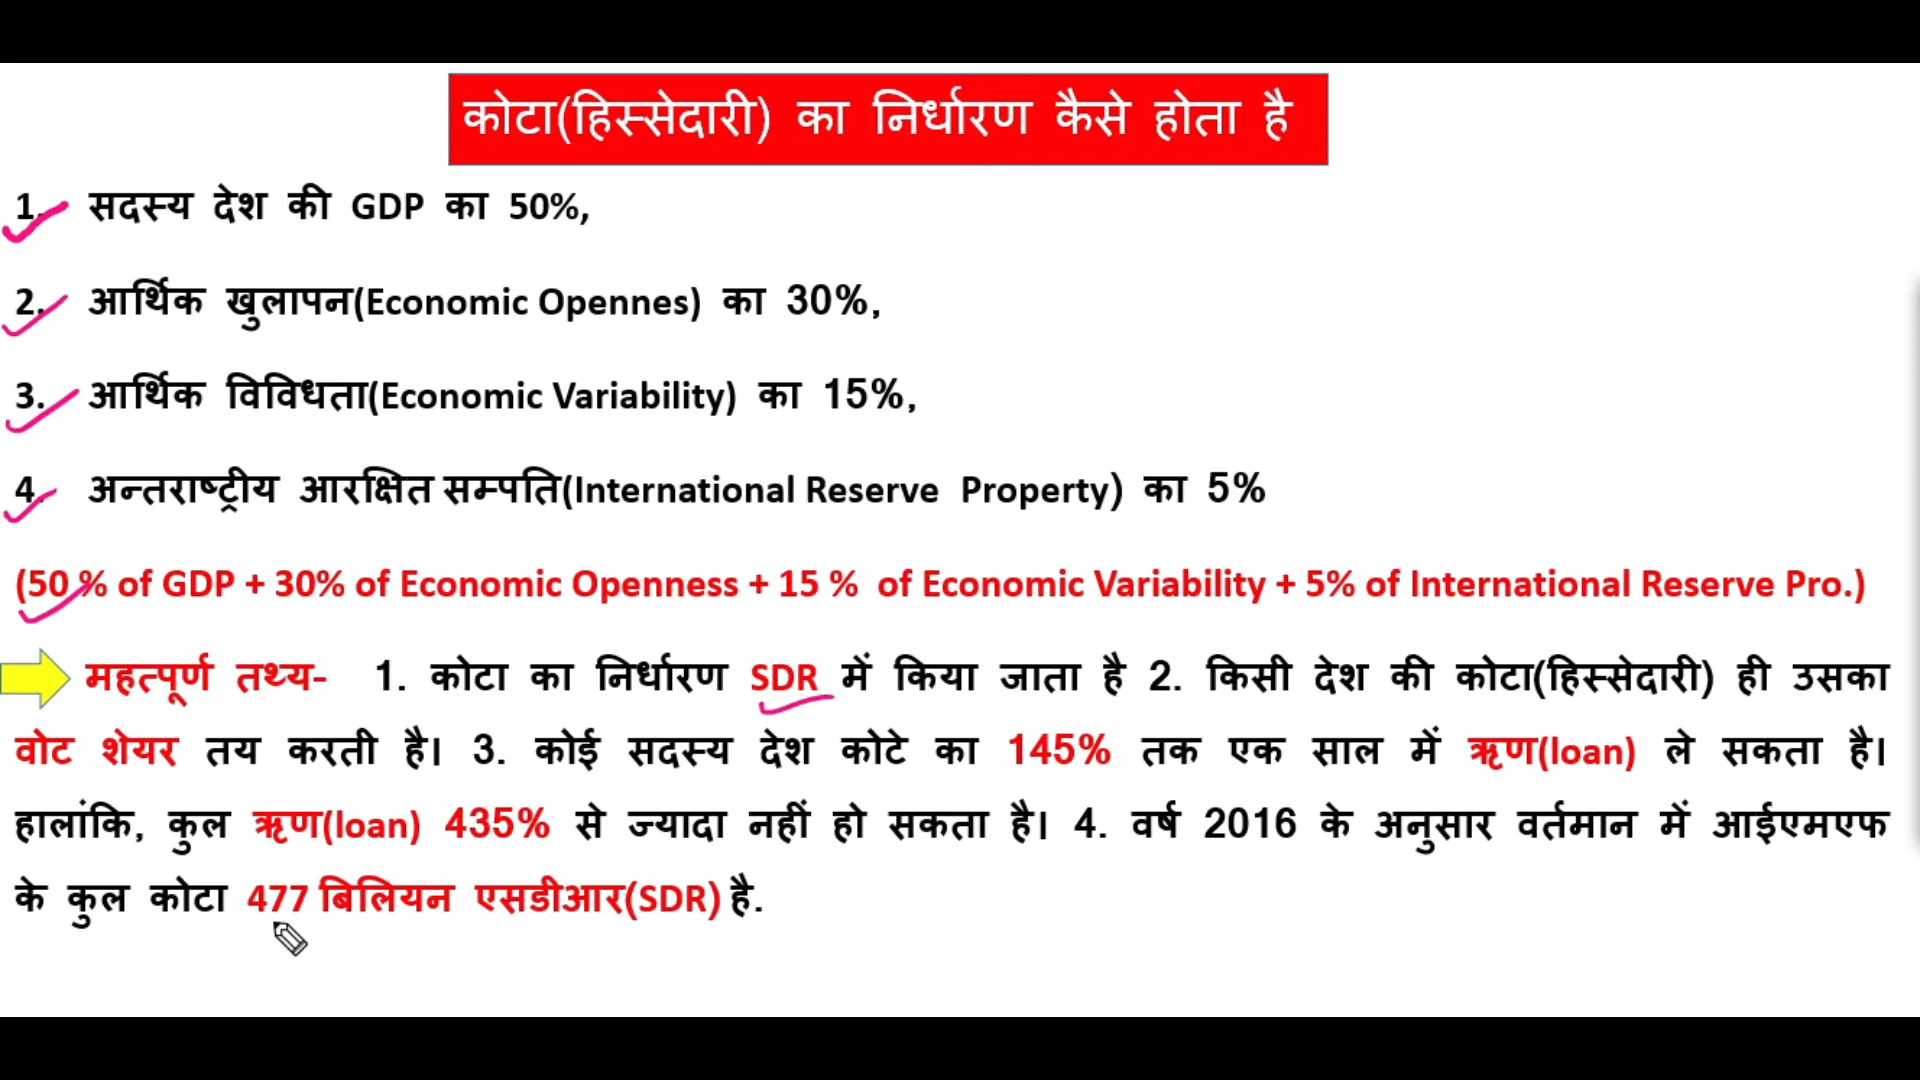 कोटा(हिस्सेदारी) का निर्धारण कैसे होता है
1. सदस्य देश की GDP का 50%,
2. आर्थिक खुलापन(Economic Opennes) का 30%,
3. आर्थिक विविधता(Economic Variability) का 15%,
4. अन्तराष्ट्रीय आरक्षित सम्पति(International Reserve Property) का 5%
(50 % of GDP + 30% of Economic Openness + 15 % of Economic Variability + 5% of International Reserve Pro.)
महत्पूर्ण तथ्य- 1. कोटा का निर्धारण SDR में किया जाता है 2. किसी देश की कोटा(हिस्सेदारी) ही उसका
वोट शेयर तय करती है। 3. कोई सदस्य देश कोटे का 145% तक एक साल में ऋण(loan) ले सकता है।
हालांकि, कुल ऋण(loan) 435% से ज्यादा नहीं हो सकता है। 4. वर्ष 2016 के अनुसार वर्तमान में आईएमएफ
के कुल कोटा 477 बिलियन एसडीआर(SDR) है.